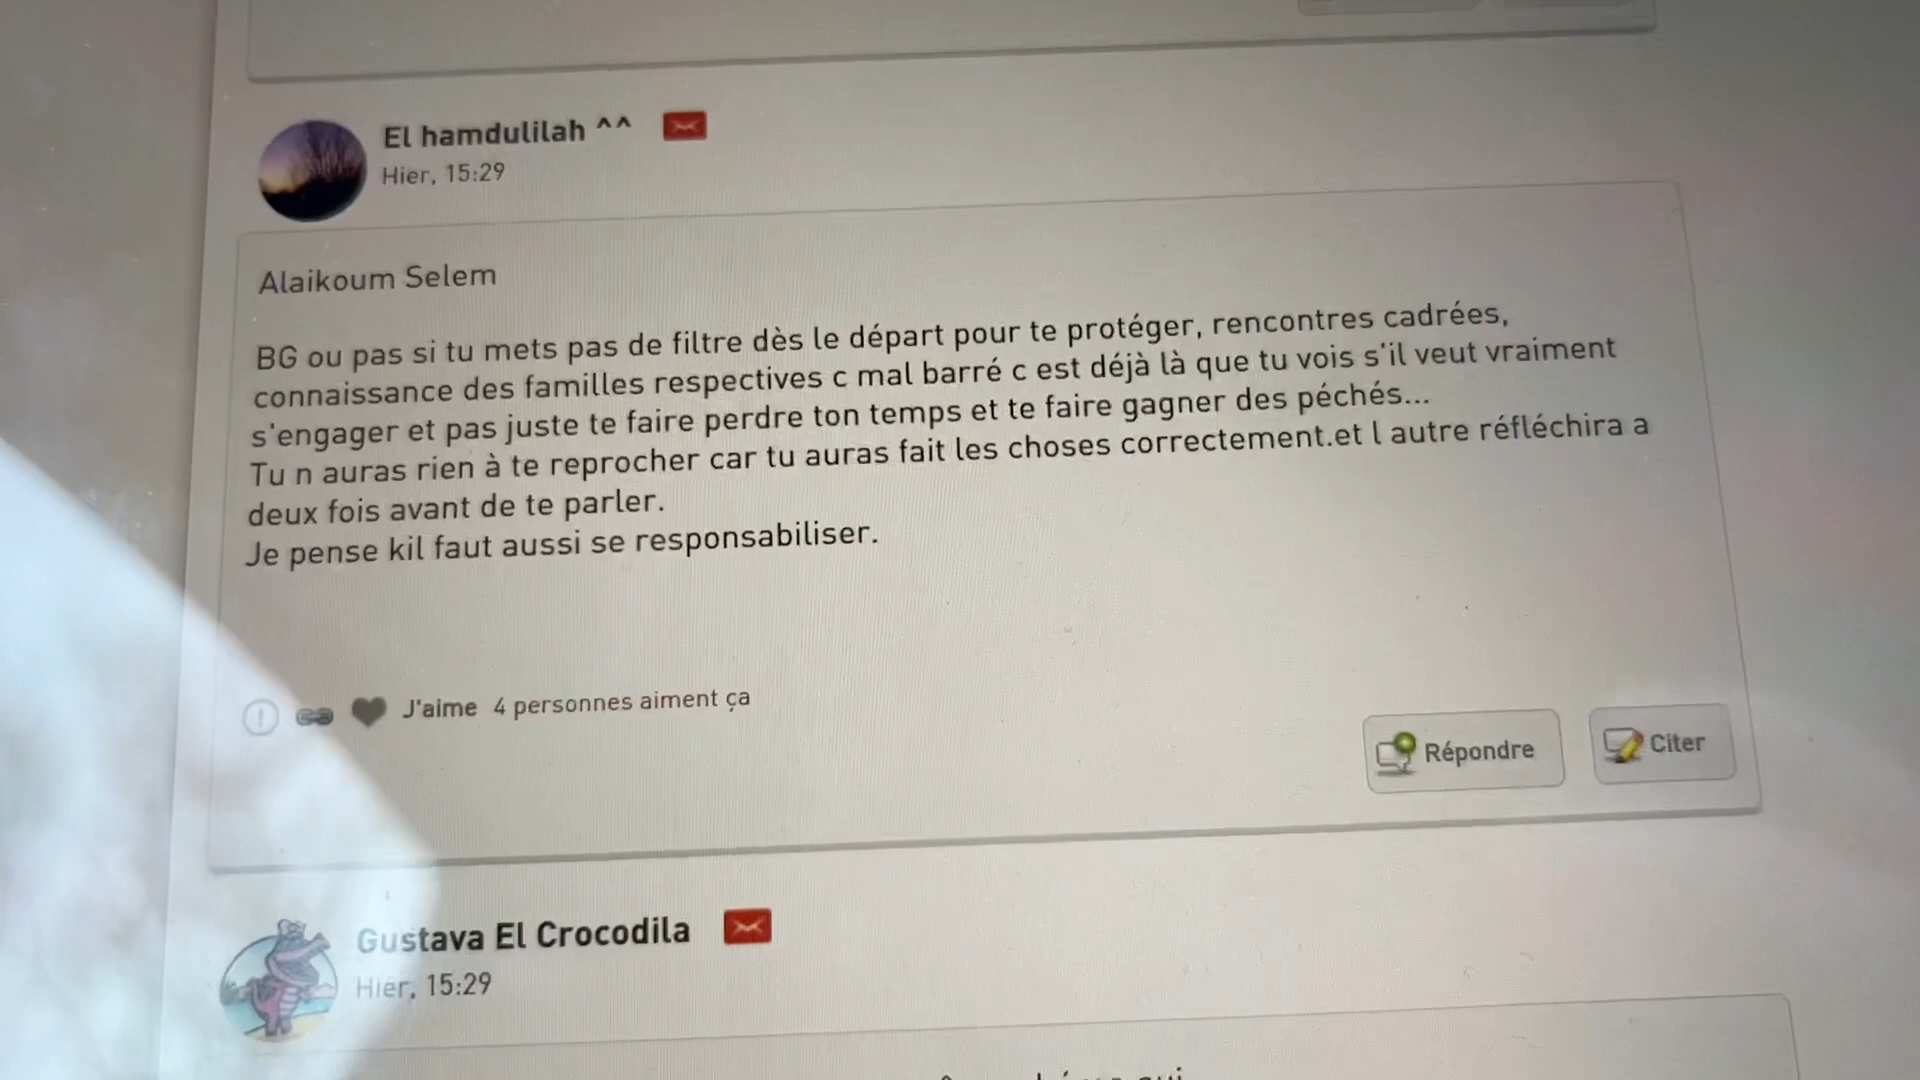 El hamdulilah ^^
Hier, 15:29
Alaikoum Selem
BG ou pas si tu mets pas de filtre dès le départ pour te protéger, rencontres cadrées,
connaissance des familles respectives c mal barré c est déjà là que tu vois s'il veut vraiment
s'engager et pas juste te faire perdre ton temps et te faire gagner des péchés...
Tu n auras rien à te reprocher car tu auras fait les choses correctement.et l autre réfléchira a
deux fois avant de te parler.
Je pense kil faut aussi se responsabiliser.
J'aime 4 personnes aiment ça
Répondre
Citer
Gustava El Crocodila
Hier, 15:29